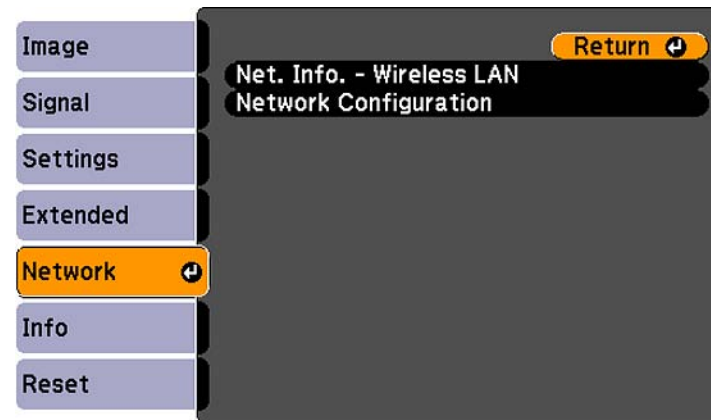 Image
Signal
Settings
Extended
Network
Info
Reset
Return
Net. Info. - Wireless LAN
Network Configuration